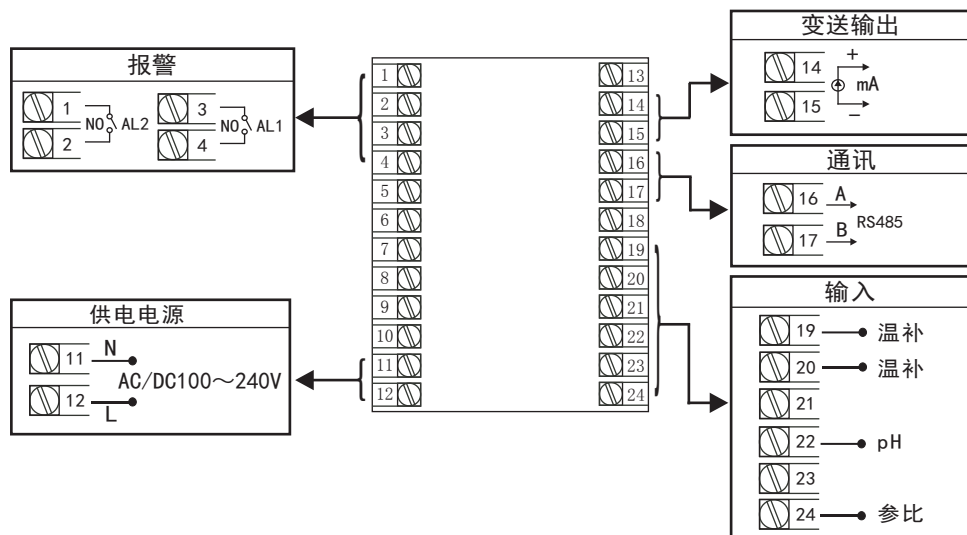 报警
1
NO
AL2
2
3
NO
AL1
4
供电电源
11
N
AC/DC100～240V
12
L
1
2
3
4
5
6
7
8
9
10
11
12
13
14
15
16
17
18
19
20
21
22
23
24
变送输出
14
+
mA
15
−
通讯
16
A
RS485
17
B
输入
19 温补
20 温补
21
22 pH
23
24 参比